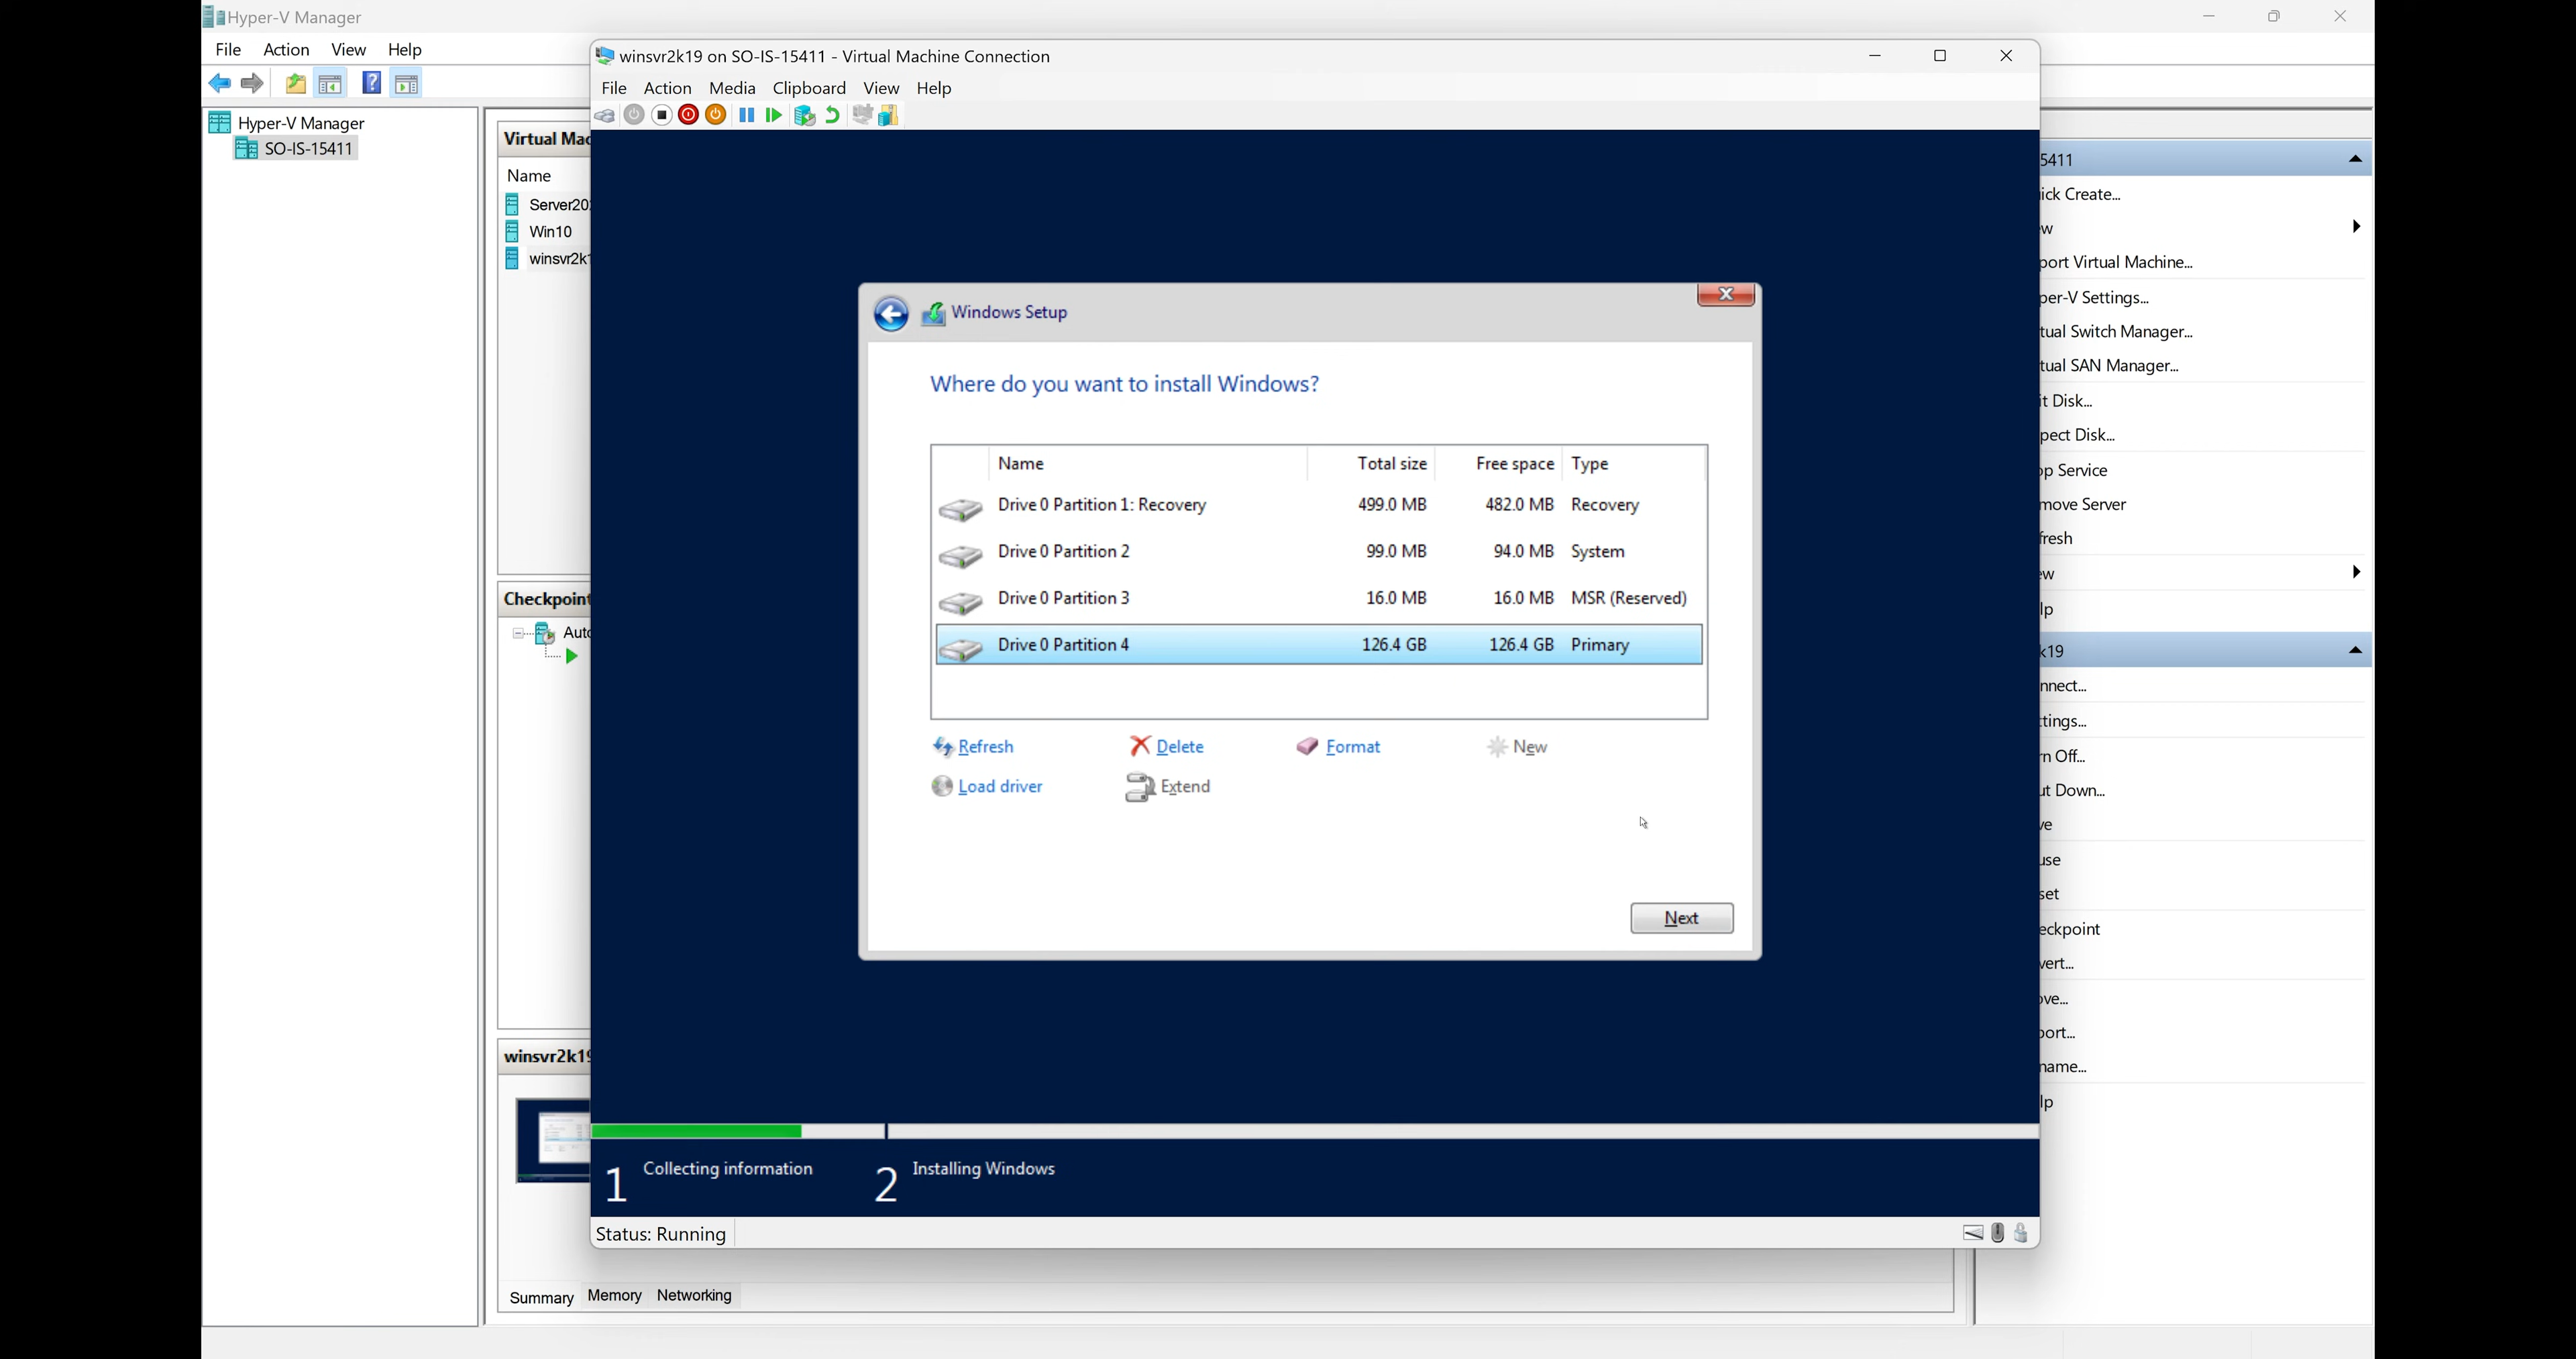 Hyper-V Manager
File Action View Help
Hyper-V Manager
SO-IS-15411
Virtual Mac
Name
Server20
Win10
winsvr2k1
Checkpoint
Auto
winsvr2k19
Summary Memory Networking
winsvr2k19 on SO-IS-15411 - Virtual Machine Connection
File Action Media Clipboard View Help
Windows Setup
Where do you want to install Windows?
Name Total size Free space Type
Drive 0 Partition 1: Recovery 499.0 MB 482.0 MB Recovery
Drive 0 Partition 2 99.0 MB 94.0 MB System
Drive 0 Partition 3 16.0 MB 16.0 MB MSR (Reserved)
Drive 0 Partition 4 126.4 GB 126.4 GB Primary
Refresh Delete Format New
Load driver Extend
Next
1 Collecting information 2 Installing Windows
Status: Running
5411
ick Create...
w
port Virtual Machine...
per-V Settings...
tual Switch Manager...
tual SAN Manager...
it Disk...
pect Disk...
op Service
move Server
fresh
ew
lp
k19
nnect...
ttings...
rn Off...
ut Down...
ve
use
set
eckpoint
vert...
ove...
port...
name...
lp